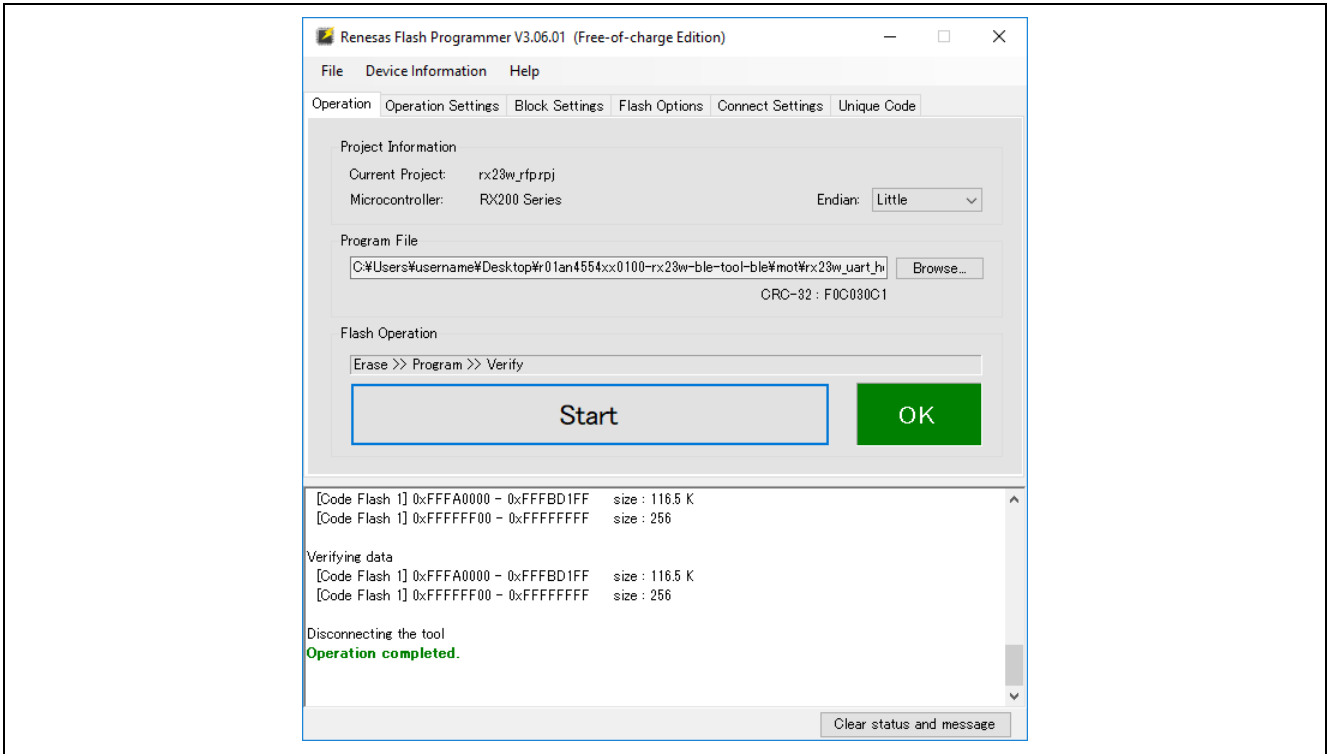 Renesas Flash Programmer V3.06.01 (Free-of-charge Edition)
File Device Information Help
Operation Operation Settings Block Settings Flash Options Connect Settings Unique Code
Project Information
Current Project: rx23w_rfp.rpj
Microcontroller: RX200 Series Endian: Little
Program File
C:¥Users¥username¥Desktop¥r01an4554xx0100-rx23w-ble-tool-ble¥mot¥rx23w_uart_h Browse...
CRC-32 : F0C030C1
Flash Operation
Erase >> Program >> Verify
Start OK
[Code Flash 1] 0xFFFA0000 - 0xFFFBD1FF size : 116.5 K
[Code Flash 1] 0xFFFFFF00 - 0xFFFFFFFF size : 256
Verifying data
[Code Flash 1] 0xFFFA0000 - 0xFFFBD1FF size : 116.5 K
[Code Flash 1] 0xFFFFFF00 - 0xFFFFFFFF size : 256
Disconnecting the tool
Operation completed.
Clear status and message